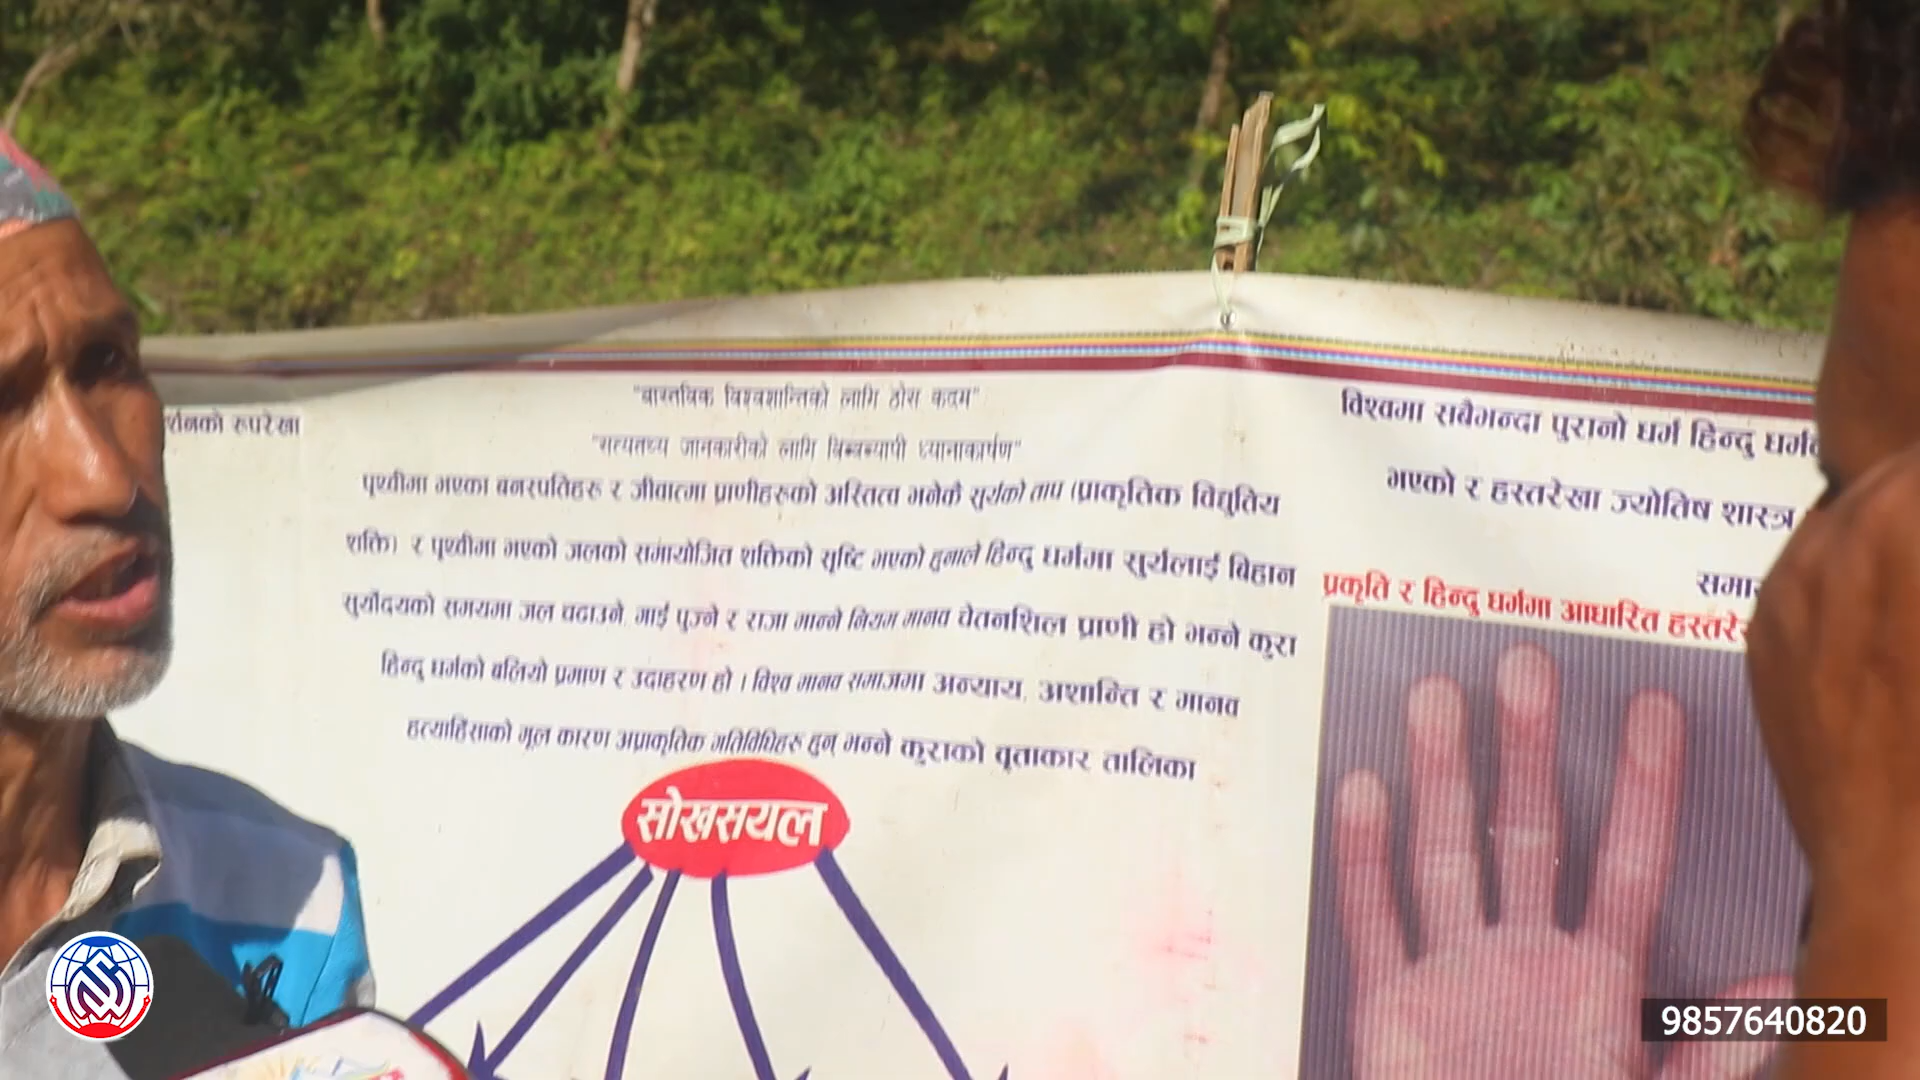 "वास्तविक विश्वशान्तिको लागि ठोस कदम"
"सत्यतथ्य जानकारीको लागि विश्वव्यापी ध्यानाकर्षण"
र्शनको रुपरेखा
पृथ्वीमा भएका वनस्पतिहरु र जीवात्मा प्राणीहरुको अस्तित्व भनेकै सुर्यको ताप (प्राकृतिक विद्युतिय
शक्ति) र पृथ्वीमा भएको जलको समायोजित शक्तिको सृष्टि भएको हुनाले हिन्दु धर्ममा सुर्यलाई बिहान
सुर्योदयको समयमा जल चढाउने, गाई पुज्ने र राजा मान्ने नियम मानव चेतनशिल प्राणी हो भन्ने कुरा
हिन्दु धर्मको बलियो प्रमाण र उदाहरण हो । विश्व मानव समाजमा अन्याय, अशान्ति र मानव
हत्याहिंसाको मूल कारण अप्राकृतिक गतिविधिहरु हुन् भन्ने कुराको वृताकार तालिका
सोखसयल
विश्वमा सबैभन्दा पुरानो धर्म हिन्दु
भएको र हस्तरेखा ज्योतिष शास्त्र
समा
प्रकृति र हिन्दु धर्ममा आधारित हस्तरे
9857640820